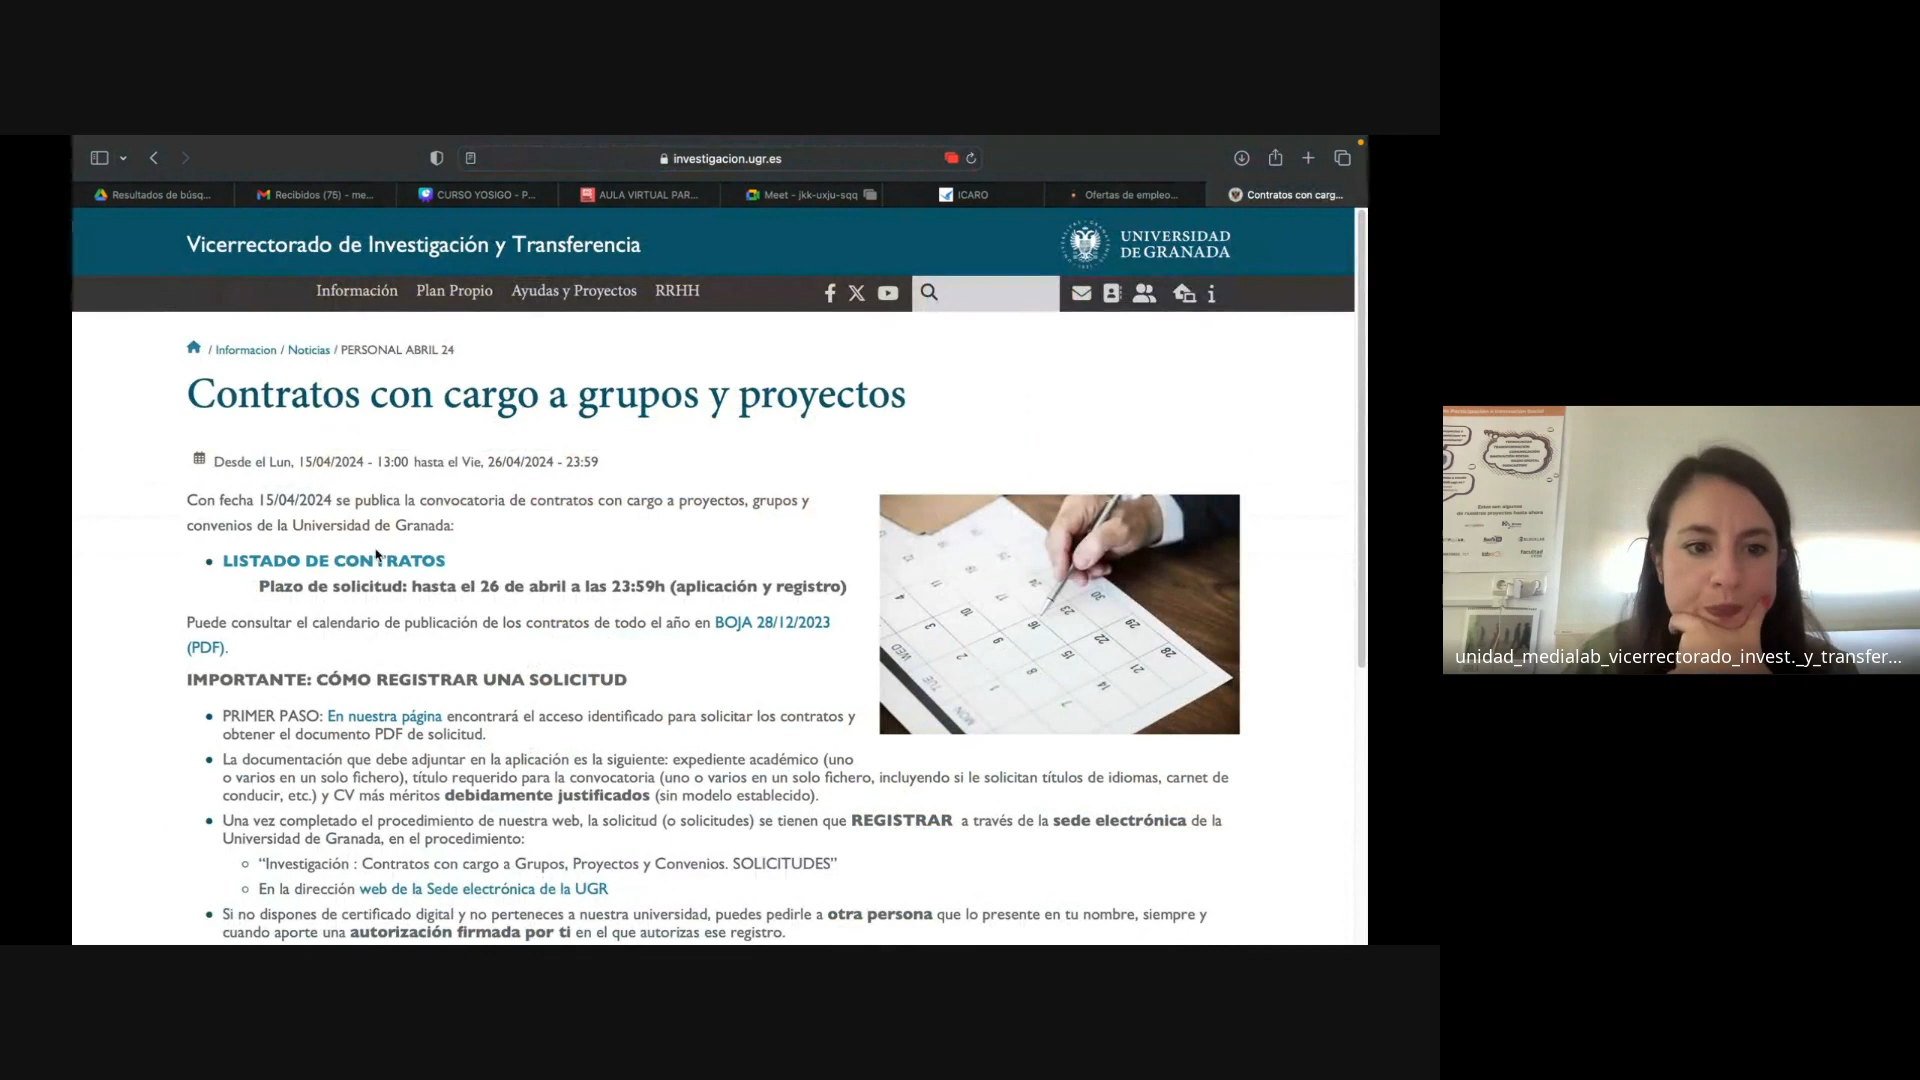 investigacion.ugr.es
Resultados de búsq...
Recibidos (75) - me...
CURSO YOSIGO - P...
AULA VIRTUAL PAR...
Meet - jkk-uxju-sqq
ICARO
Ofertas de empleo...
Contratos con carg...
Vicerrectorado de Investigación y Transferencia
UNIVERSIDAD
DE GRANADA
Información Plan Propio Ayudas y Proyectos RRHH
/ Informacion / Noticias / PERSONAL ABRIL 24
Contratos con cargo a grupos y proyectos
Desde el Lun, 15/04/2024 - 13:00 hasta el Vie, 26/04/2024 - 23:59
Con fecha 15/04/2024 se publica la convocatoria de contratos con cargo a proyectos, grupos y
convenios de la Universidad de Granada:
LISTADO DE CONTRATOS
Plazo de solicitud: hasta el 26 de abril a las 23:59h (aplicación y registro)
Puede consultar el calendario de publicación de los contratos de todo el año en BOJA 28/12/2023
(PDF).
IMPORTANTE: CÓMO REGISTRAR UNA SOLICITUD
PRIMER PASO: En nuestra página encontrará el acceso identificado para solicitar los contratos y
obtener el documento PDF de solicitud.
La documentación que debe adjuntar en la aplicación es la siguiente: expediente académico (uno
o varios en un solo fichero), título requerido para la convocatoria (uno o varios en un solo fichero, incluyendo si le solicitan títulos de idiomas, carnet de
conducir, etc.) y CV más méritos debidamente justificados (sin modelo establecido).
Una vez completado el procedimiento de nuestra web, la solicitud (o solicitudes) se tienen que REGISTRAR a través de la sede electrónica de la
Universidad de Granada, en el procedimiento:
“Investigación : Contratos con cargo a Grupos, Proyectos y Convenios. SOLICITUDES”
En la dirección web de la Sede electrónica de la UGR
Si no dispones de certificado digital y no perteneces a nuestra universidad, puedes pedirle a otra persona que lo presente en tu nombre, siempre y
cuando aporte una autorización firmada por ti en el que autorizas ese registro.
unidad_medialab_vicerrectorado_invest._y_transfer...